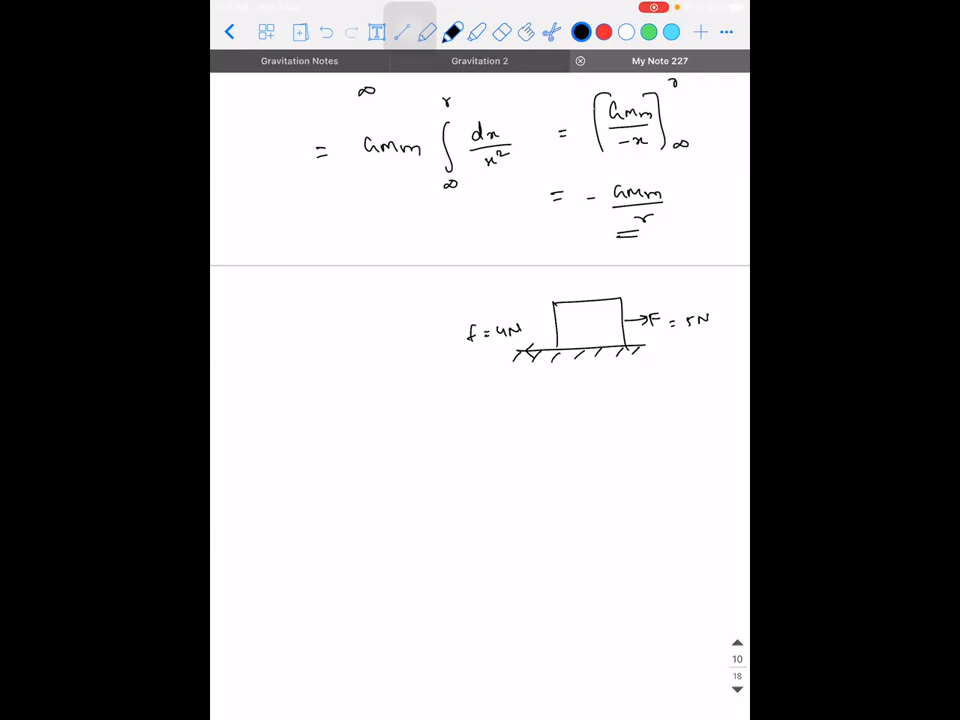 Gravitation Notes
Gravitation 2
My Note 227
= GMm ∫ r ∞ dx / x² = [GMm / -x] r ∞
= - GMm / r
f = 4N
F = 5N
10
18